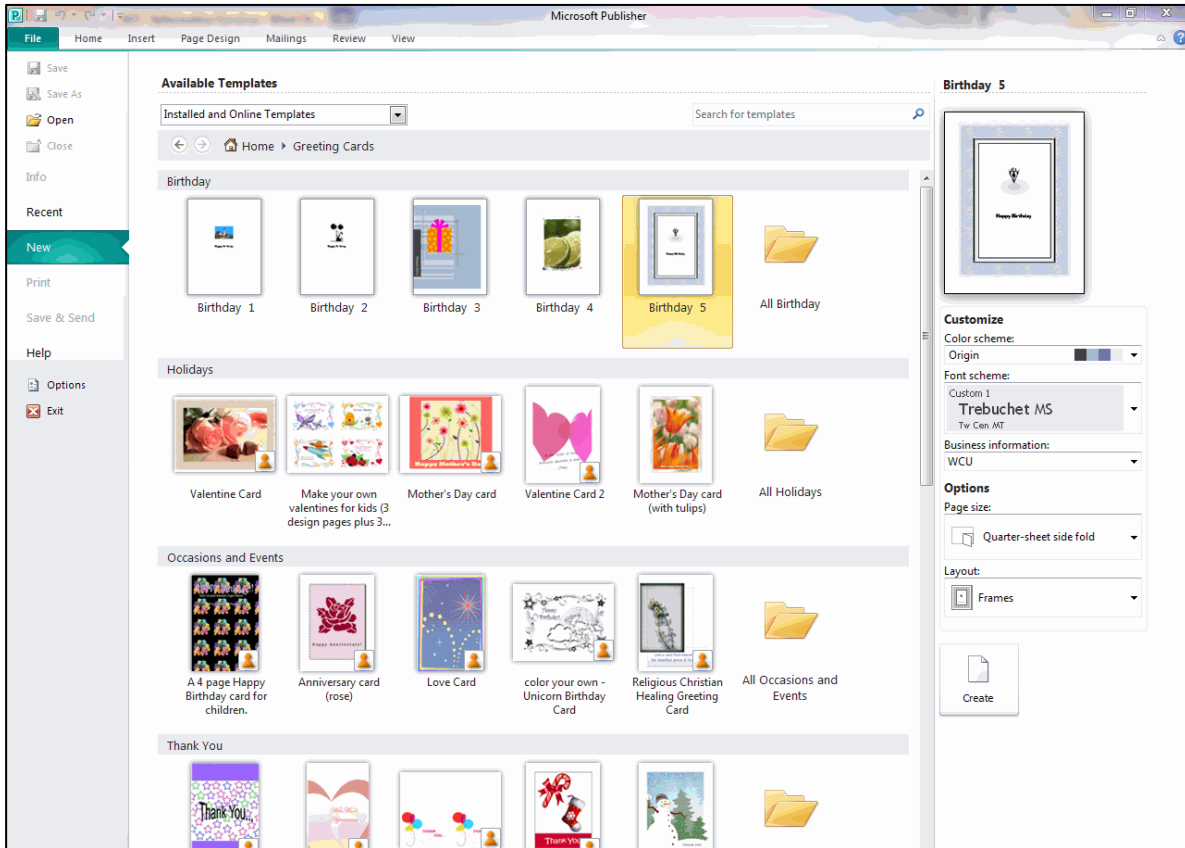 Microsoft Publisher
File Home Insert Page Design Mailings Review View
Save
Save As
Open
Close
Info
Recent
New
Print
Save & Send
Help
Options
Exit
Available Templates
Installed and Online Templates
Search for templates
Home Greeting Cards
Birthday
Birthday 1
Birthday 2
Birthday 3
Birthday 4
Birthday 5
All Birthday
Holidays
Happy Mother's Da
Valentine Card
Make your own
valentines for kids (3
design pages plus 3...
Mother's Day card
Valentine Card 2
Mother's Day card
(with tulips)
All Holidays
Occasions and Events
Happy Anniversary!
A 4 page Happy
Birthday card for
children.
Anniversary card
(rose)
Love Card
color your own -
Unicorn Birthday
Card
Religious Christian
Healing Greeting
Card
All Occasions and
Events
Thank You
Thank You...
Thank You
Birthday 5
Happy Birthday
Customize
Color scheme:
Origin
Font scheme:
Custom 1
Trebuchet MS
Tw Cen MT
Business information:
WCU
Options
Page size:
Quarter-sheet side fold
Layout:
Frames
Create